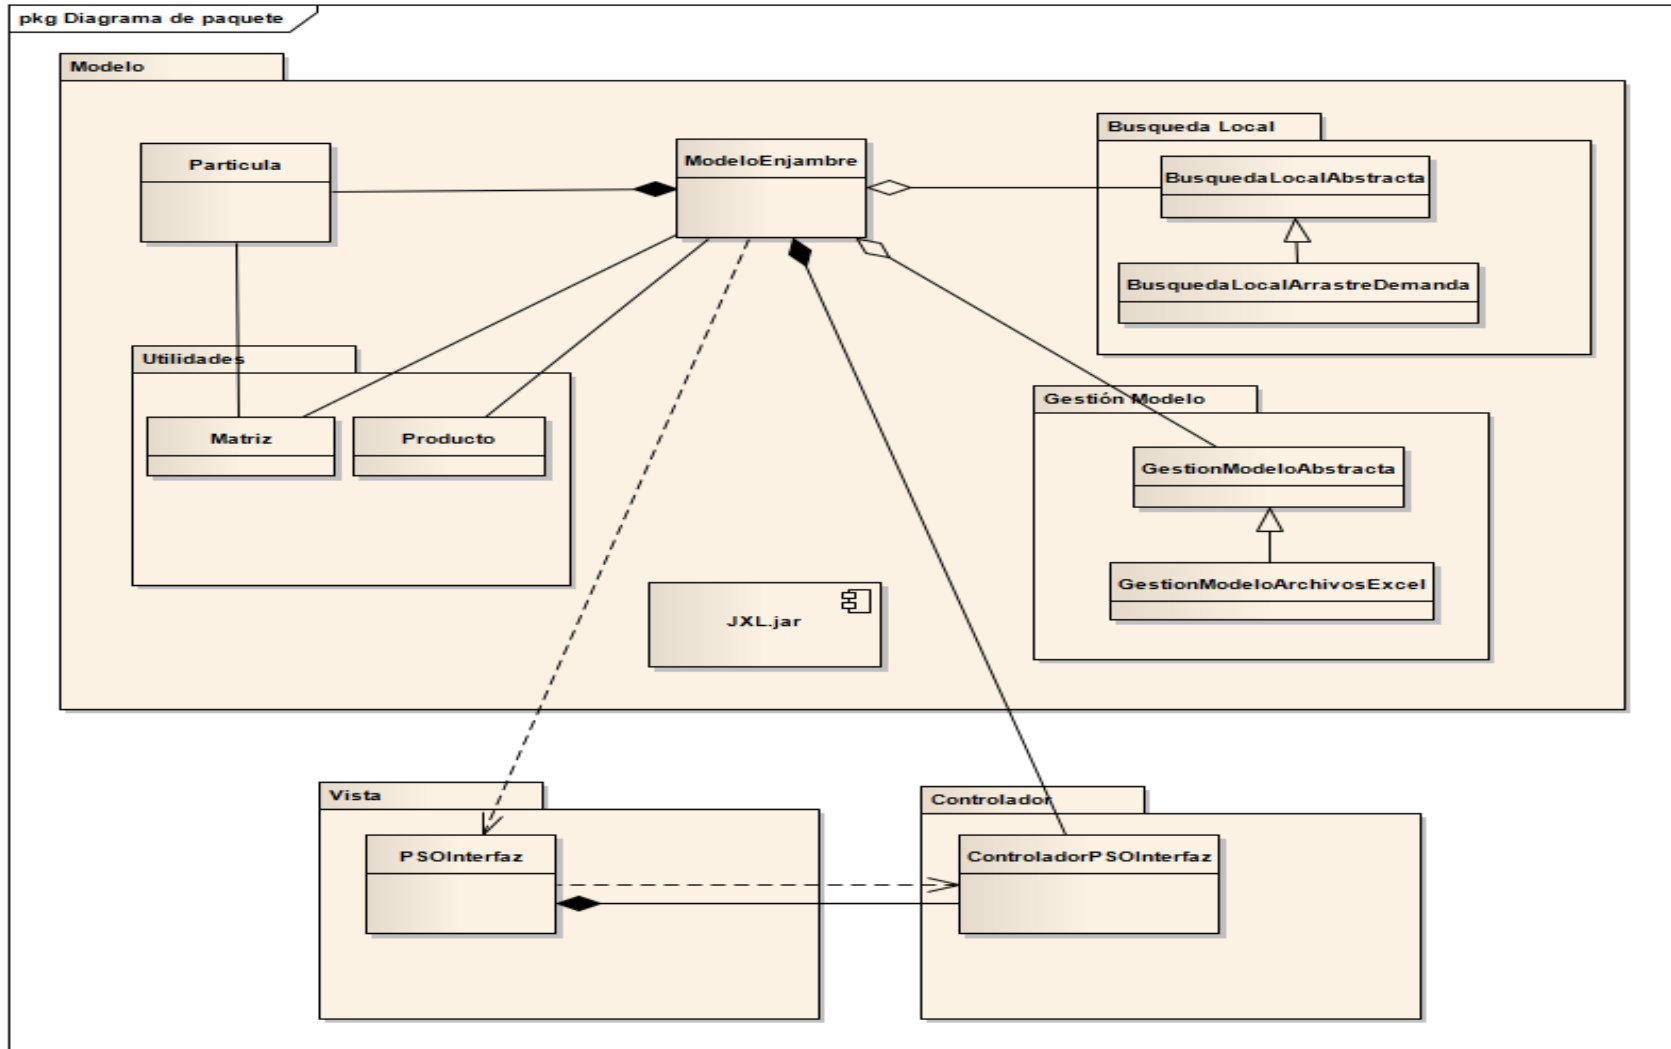 pkg Diagrama de paquete
Modelo
Particula
ModeloEnjambre
Busqueda Local
BusquedaLocalAbstracta
BusquedaLocalArrastreDemanda
Utilidades
Matriz
Producto
Gestión Modelo
GestionModeloAbstracta
GestionModeloArchivosExcel
JXL.jar
Vista
PSOInterfaz
Controlador
ControladorPSOInterfaz